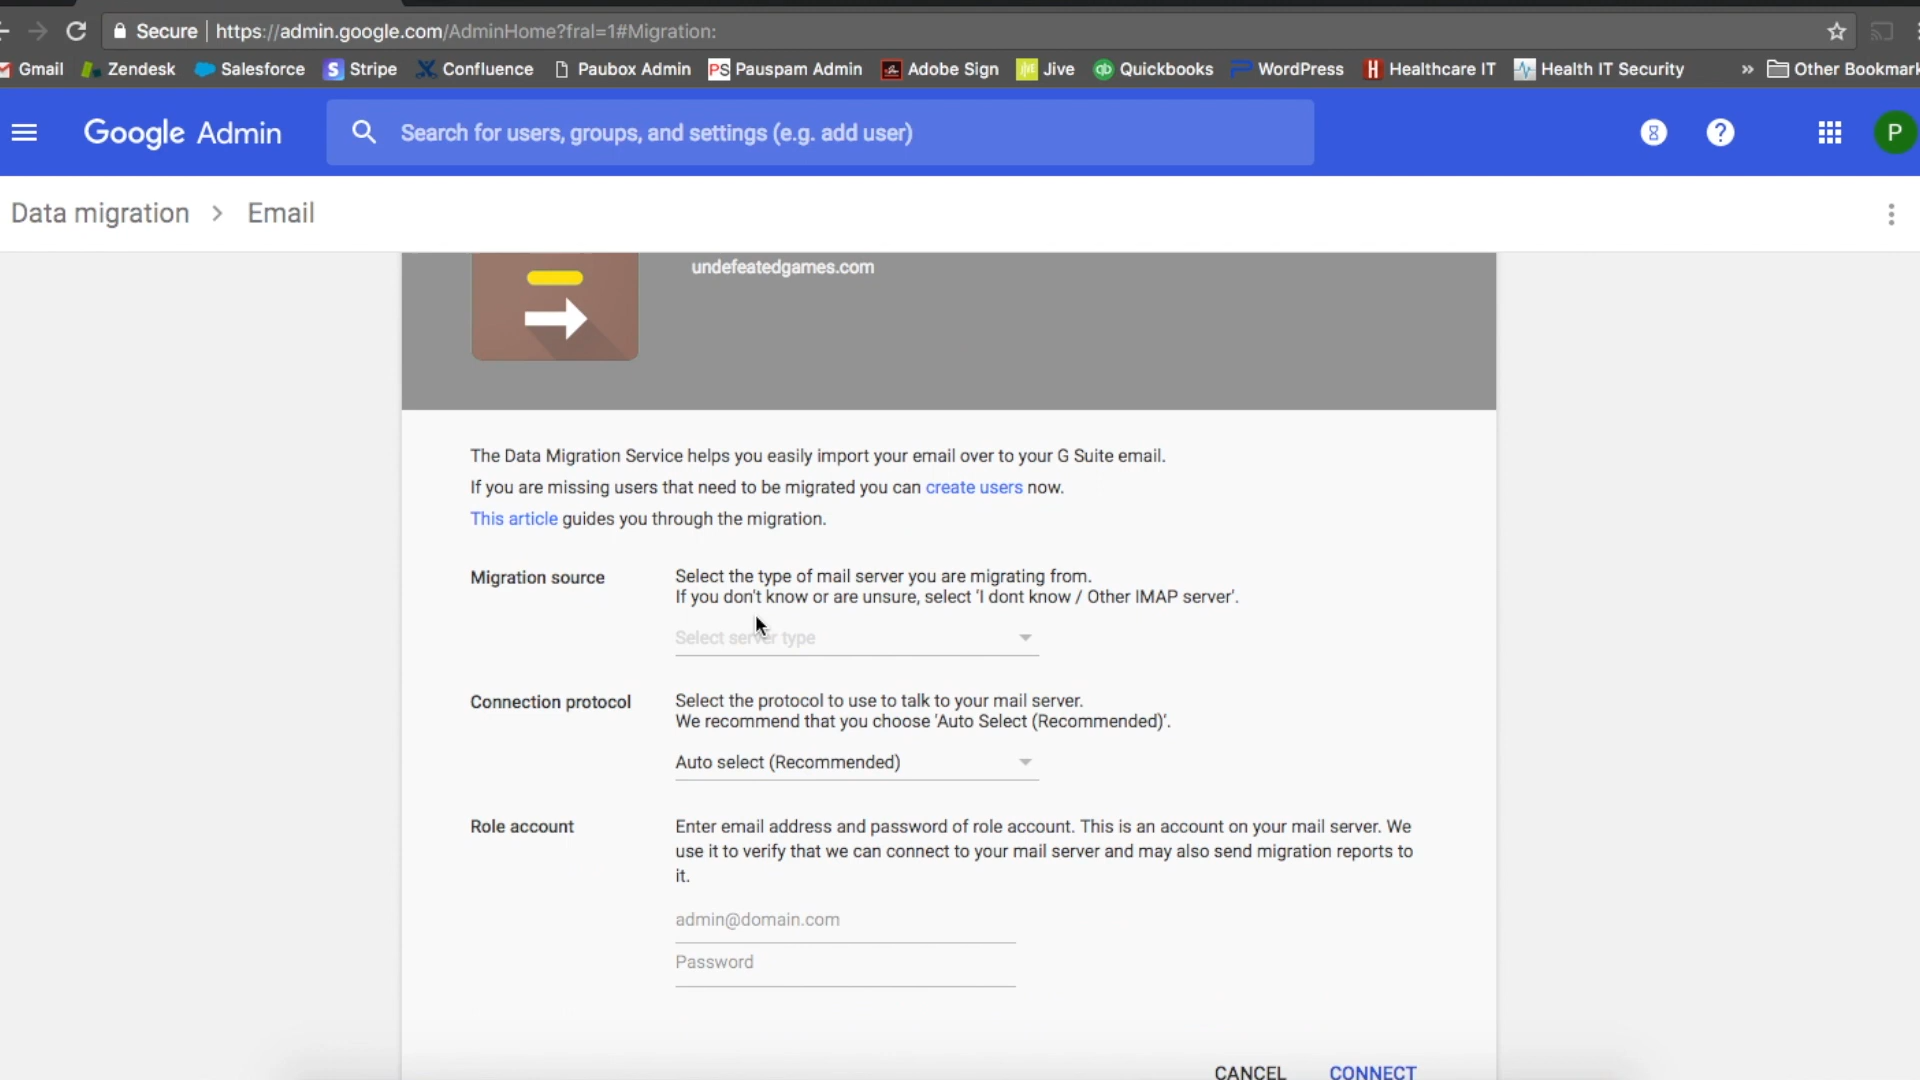 Secure https://admin.google.com/AdminHome?fral=1#Migration:
Gmail Zendesk Salesforce S Stripe Confluence Paubox Admin PS Pauspam Admin Adobe Sign Jive qb Quickbooks WordPress H Healthcare IT Health IT Security » Other Bookmark
Google Admin Search for users, groups, and settings (e.g. add user) 8 ? P
Data migration > Email
undefeatedgames.com
The Data Migration Service helps you easily import your email over to your G Suite email.
If you are missing users that need to be migrated you can create users now.
This article guides you through the migration.
Migration source Select the type of mail server you are migrating from.
If you don't know or are unsure, select 'I dont know / Other IMAP server'.
Select server type
Connection protocol Select the protocol to use to talk to your mail server.
We recommend that you choose 'Auto Select (Recommended)'.
Auto select (Recommended)
Role account Enter email address and password of role account. This is an account on your mail server. We
use it to verify that we can connect to your mail server and may also send migration reports to
it.
admin@domain.com
Password
CANCEL CONNECT